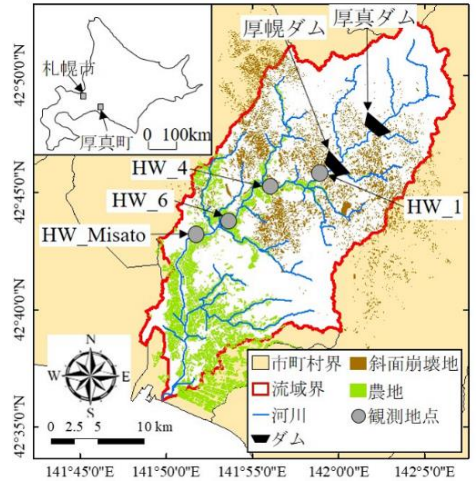 厚幌ダム
厚真ダム
札幌市
厚真町
0 100km
HW_4
HW_6
HW_Misato
HW_1
42°50'0"N
42°45'0"N
42°40'0"N
42°35'0"N
N
W
E
S
0 2.5 5 10 km
市町村界
斜面崩壊地
流域界
農地
河川
観測地点
ダム
141°45'0"E 141°50'0"E 141°55'0"E 142°0'0"E 142°5'0"E